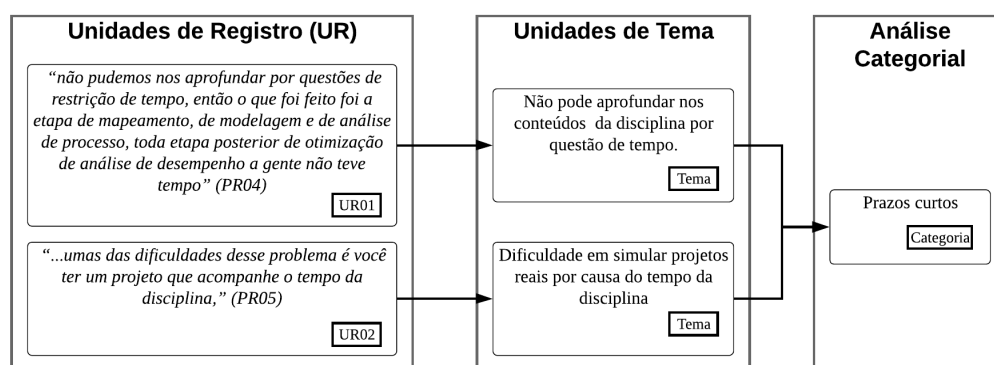 Unidades de Registro (UR)
“não pudemos nos aprofundar por questões de
restrição de tempo, então o que foi feito foi a
etapa de mapeamento, de modelagem e de análise
de processo, toda etapa posterior de otimização
de análise de desempenho a gente não teve
tempo” (PR04)
UR01
“...umas das dificuldades desse problema é você
ter um projeto que acompanhe o tempo da
disciplina,” (PR05)
UR02
Unidades de Tema
Não pode aprofundar nos
conteúdos da disciplina por
questão de tempo.
Tema
Dificuldade em simular projetos
reais por causa do tempo da
disciplina
Tema
Análise
Categorial
Prazos curtos
Categoria